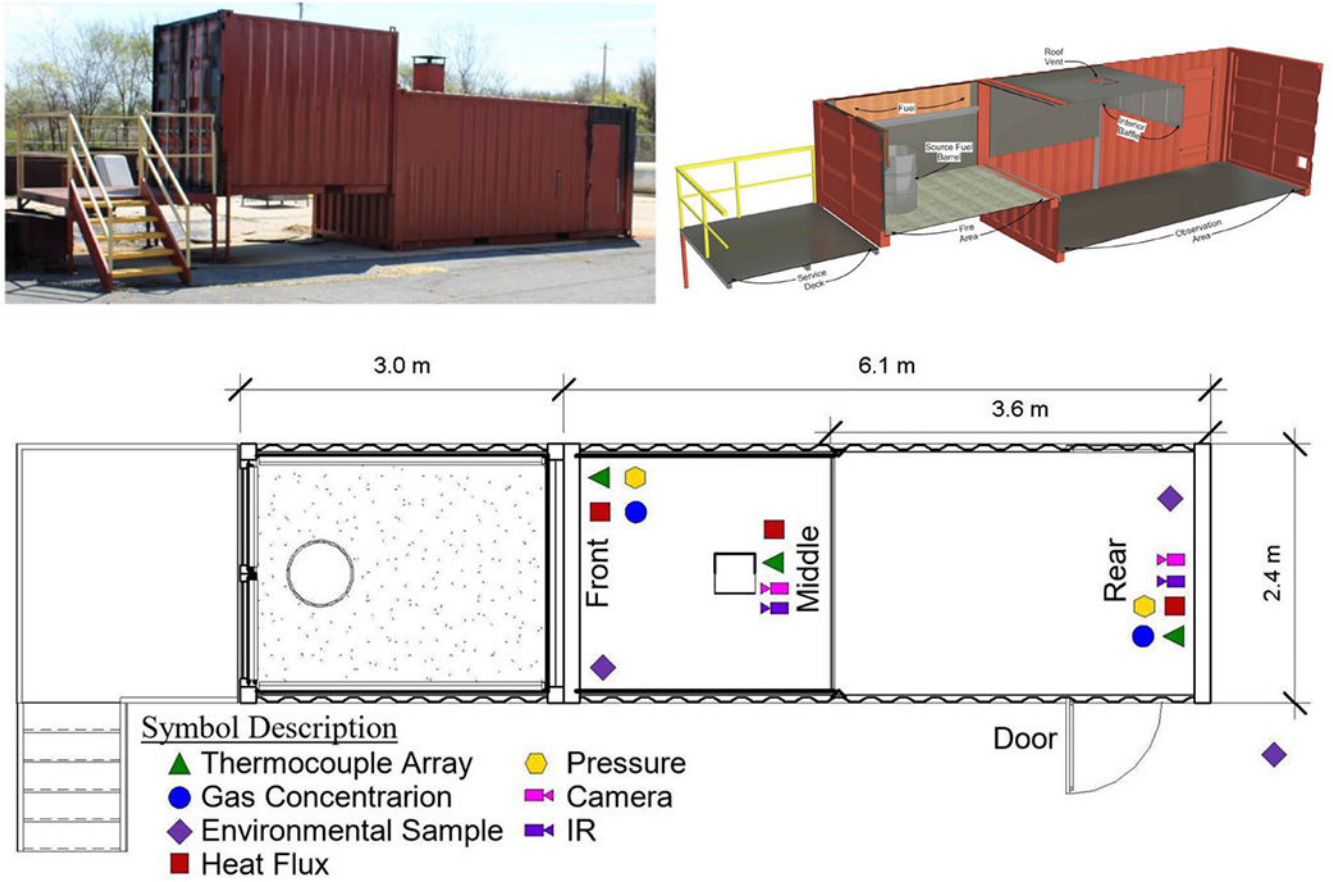 Roof
Vent
Fuel
Interior
Baffle
Source Fuel
Barrel
Fire
Area
Observation
Area
Service
Deck
3.0 m
6.1 m
3.6 m
2.4 m
Front
Middle
Rear
Door
Symbol Description
Thermocouple Array
Pressure
Gas Concentrarion
Camera
Environmental Sample
IR
Heat Flux